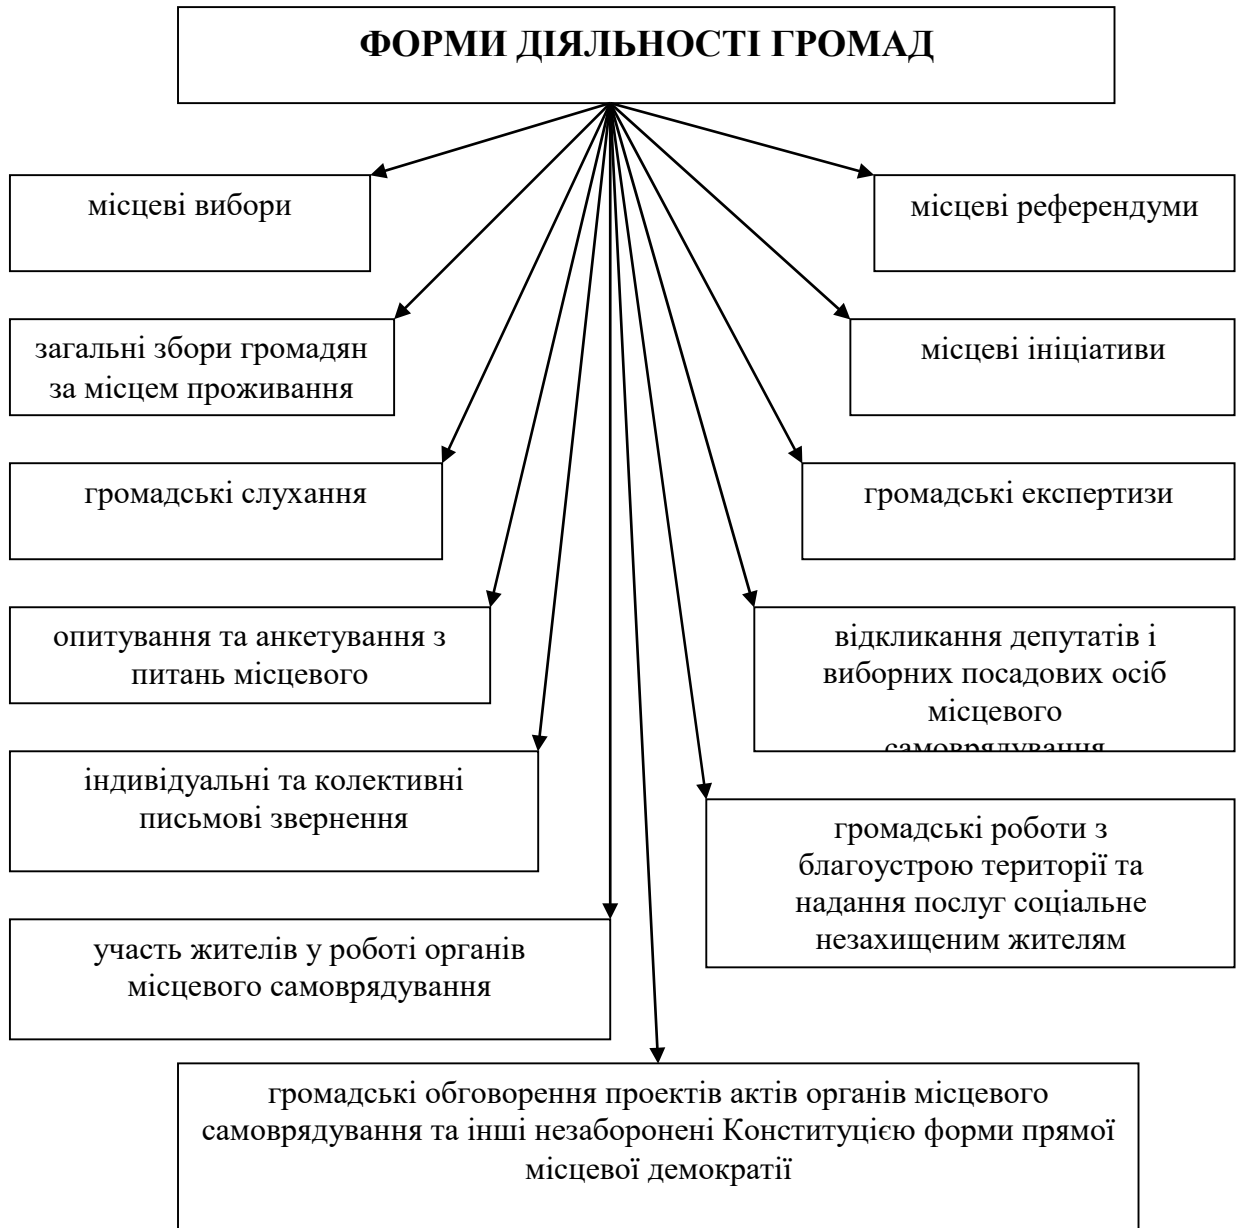 ФОРМИ ДІЯЛЬНОСТІ ГРОМАД
місцеві вибори
місцеві референдуми
загальні збори громадян
за місцем проживання
місцеві ініціативи
громадські слухання
громадські експертизи
опитування та анкетування з
питань місцевого
відкликання депутатів і
виборних посадових осіб
місцевого
самоврядування
індивідуальні та колективні
письмові звернення
громадські роботи з
благоустрою території та
надання послуг соціальне
незахищеним жителям
участь жителів у роботі органів
місцевого самоврядування
громадські обговорення проектів актів органів місцевого
самоврядування та інші незаборонені Конституцією форми прямої
місцевої демократії